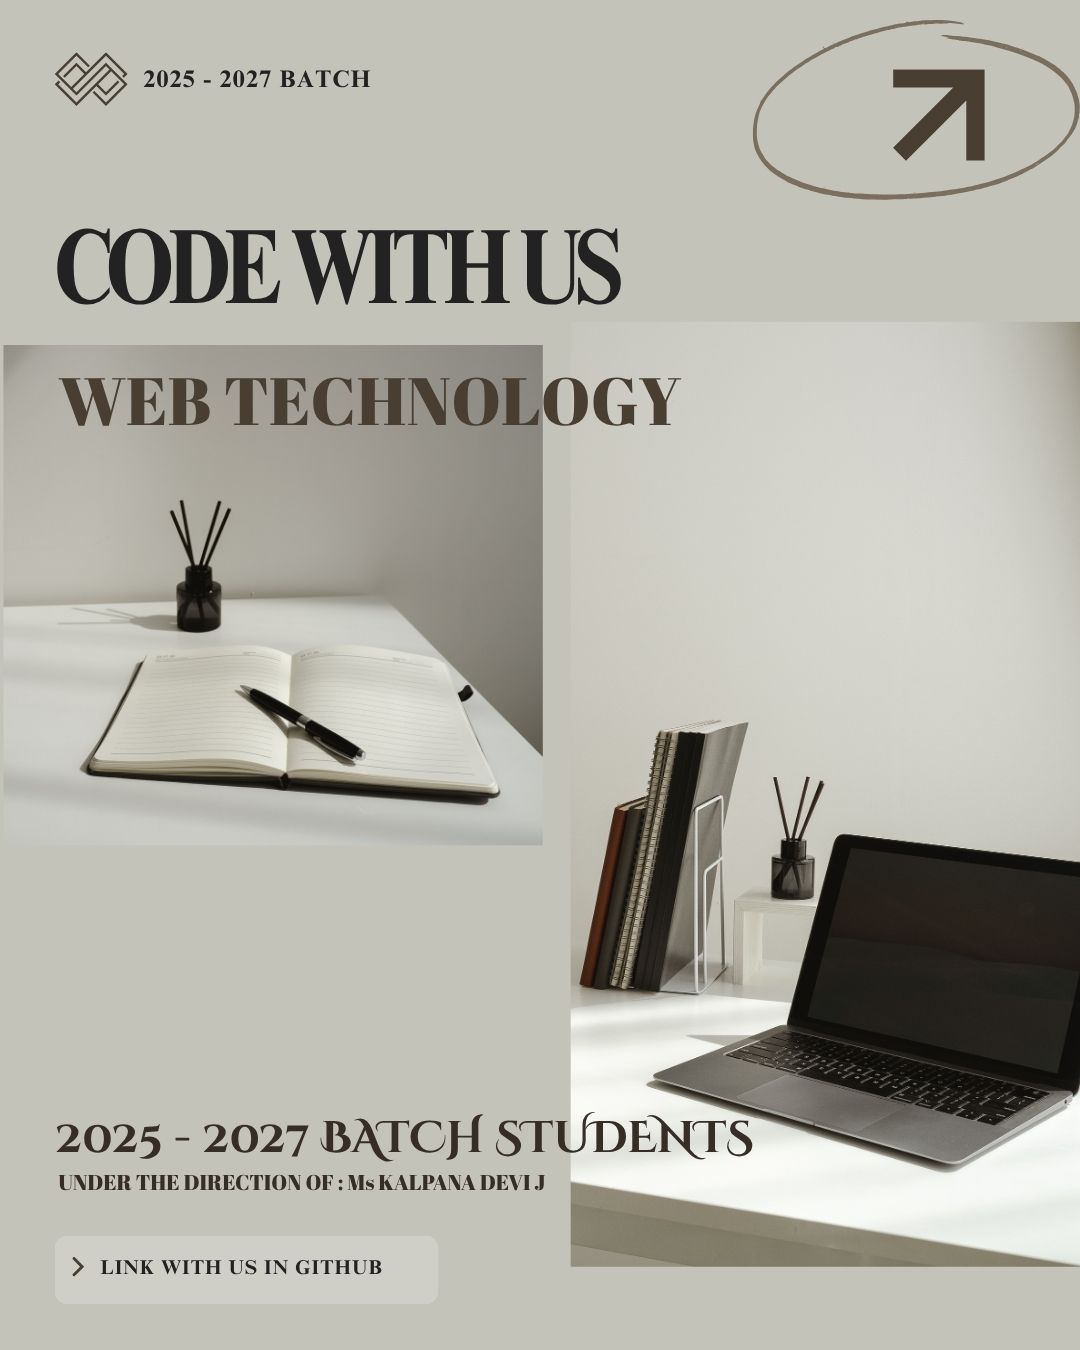 2025 - 2027 BATCH
CODE WITH US
WEB TECHNOLOGY
2025 - 2027 BATCH STUDENTS
UNDER THE DIRECTION OF : Ms KALPANA DEVI J
LINK WITH US IN GITHUB